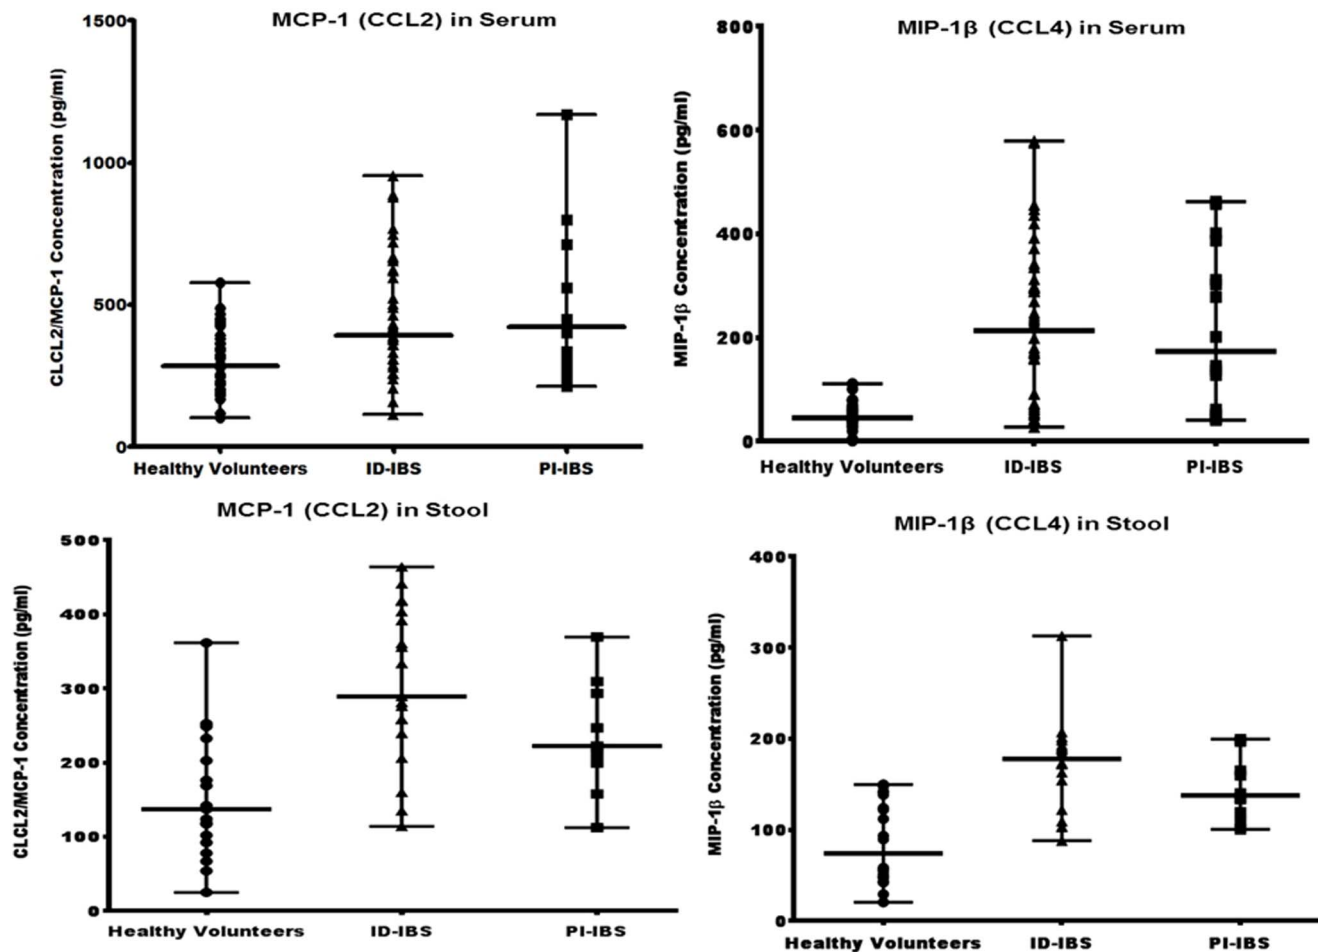 MCP-1 (CCL2) in Serum
CLCL2/MCP-1 Concentration (pg/ml)
1500
1000
500
0
Healthy Volunteers ID-IBS PI-IBS
MIP-1β (CCL4) in Serum
MIP-1β Concentration (pg/ml)
800
600
400
200
0
Healthy Volunteers ID-IBS PI-IBS
MCP-1 (CCL2) in Stool
CLCL2/MCP-1 Concentration (pg/ml)
500
400
300
200
100
0
Healthy Volunteers ID-IBS PI-IBS
MIP-1β (CCL4) in Stool
MIP-1β Concentration (pg/ml)
400
300
200
100
0
Healthy Volunteers ID-IBS PI-IBS